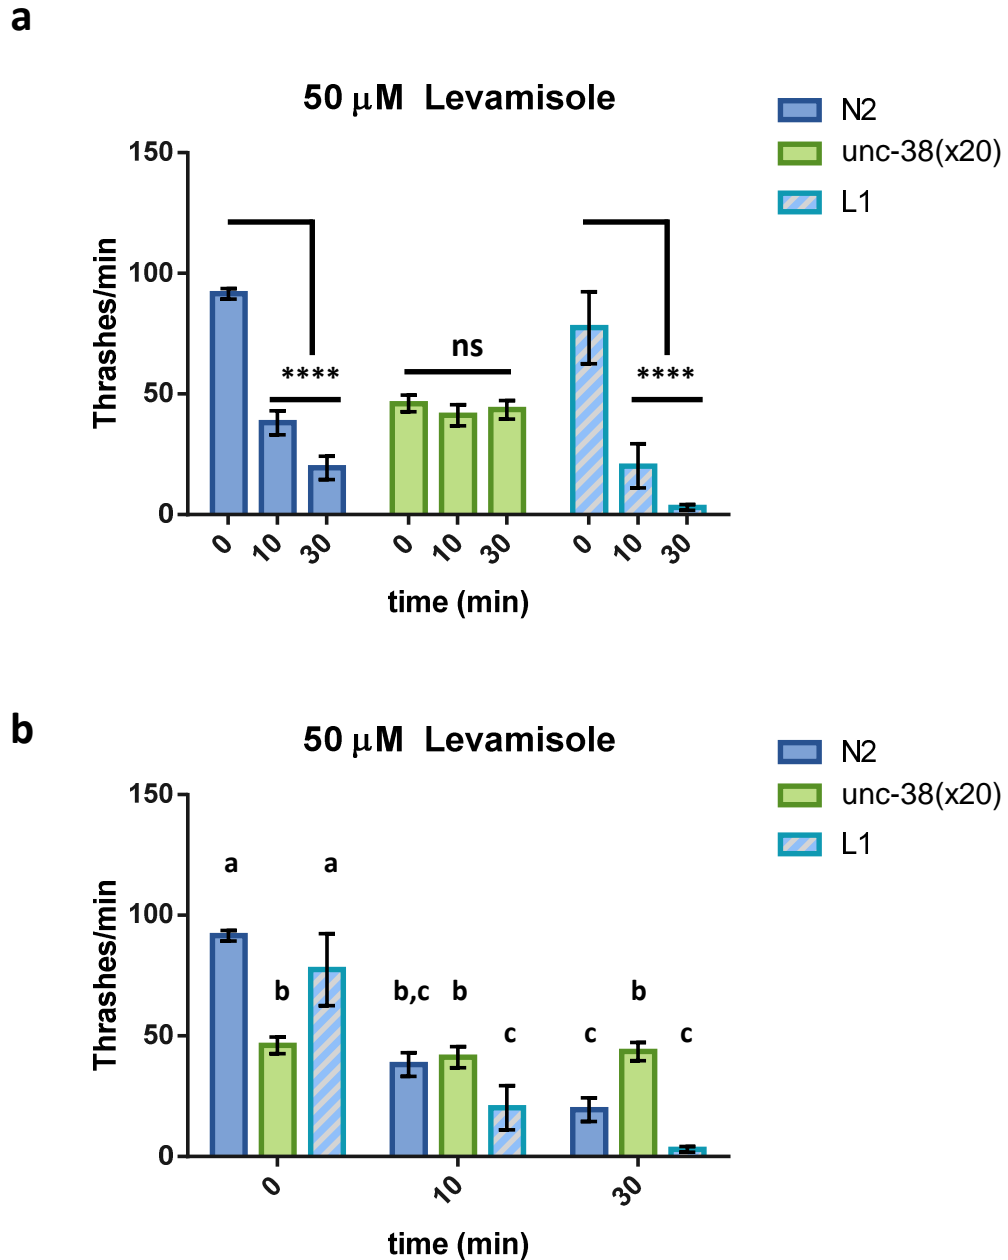 a
50 μM Levamisole
N2
unc-38(x20)
L1
Thrashes/min
150
100
50
0
****
ns
****
0 10 30 0 10 30 0 10 30
time (min)
b
50 μM Levamisole
N2
unc-38(x20)
L1
Thrashes/min
150
100
50
0
a a
b b,c b b
c c c
0 10 30
time (min)